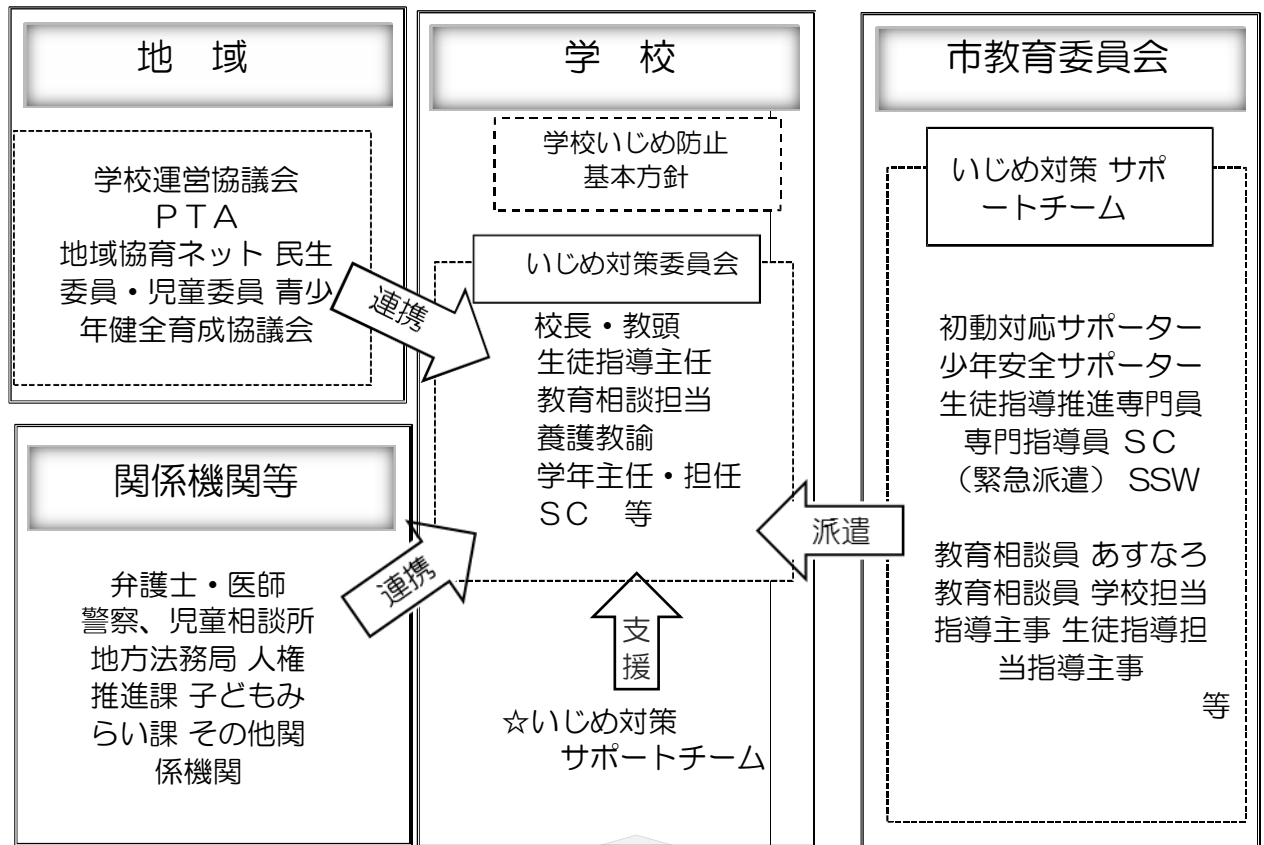 地　域
学校運営協議会
ＰＴＡ
地域協育ネット 民生
委員・児童委員 青少
年健全育成協議会
連携
関係機関等
弁護士・医師
警察、児童相談所
地方法務局 人権
推進課 子どもみ
らい課 その他関
係機関
連携
学　校
学校いじめ防止
基本方針
いじめ対策委員会
校長・教頭
生徒指導主任
教育相談担当
養護教諭
学年主任・担任
ＳＣ　等
支
援
☆いじめ対策
サポートチーム
市教育委員会
いじめ対策 サポ
ートチーム
初動対応サポーター
少年安全サポーター
生徒指導推進専門員
専門指導員 ＳＣ
（緊急派遣） SSW
派遣
教育相談員 あすなろ
教育相談員 学校担当
指導主事 生徒指導担
当指導主事
等